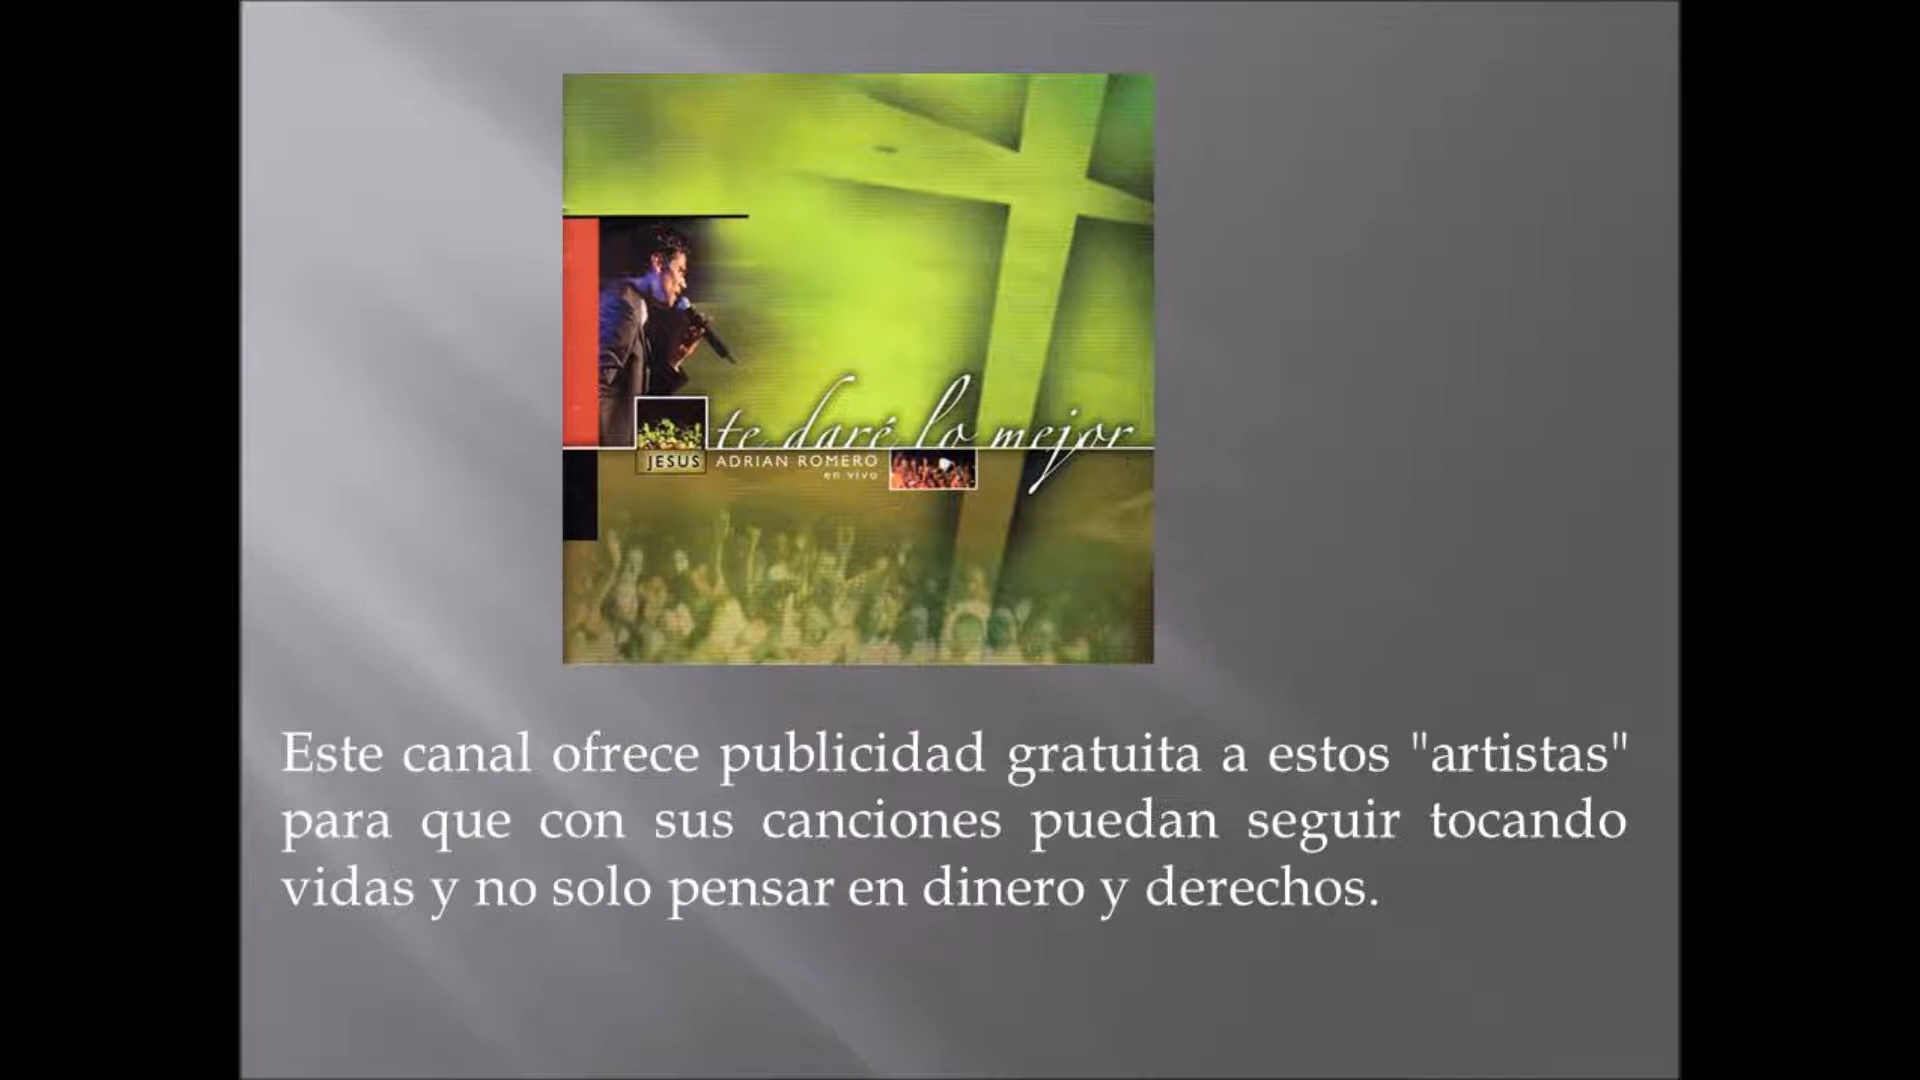 te daré lo mejor
JESUS ADRIAN ROMERO
en vivo
Este canal ofrece publicidad gratuita a estos "artistas"
para que con sus canciones puedan seguir tocando
vidas y no solo pensar en dinero y derechos.